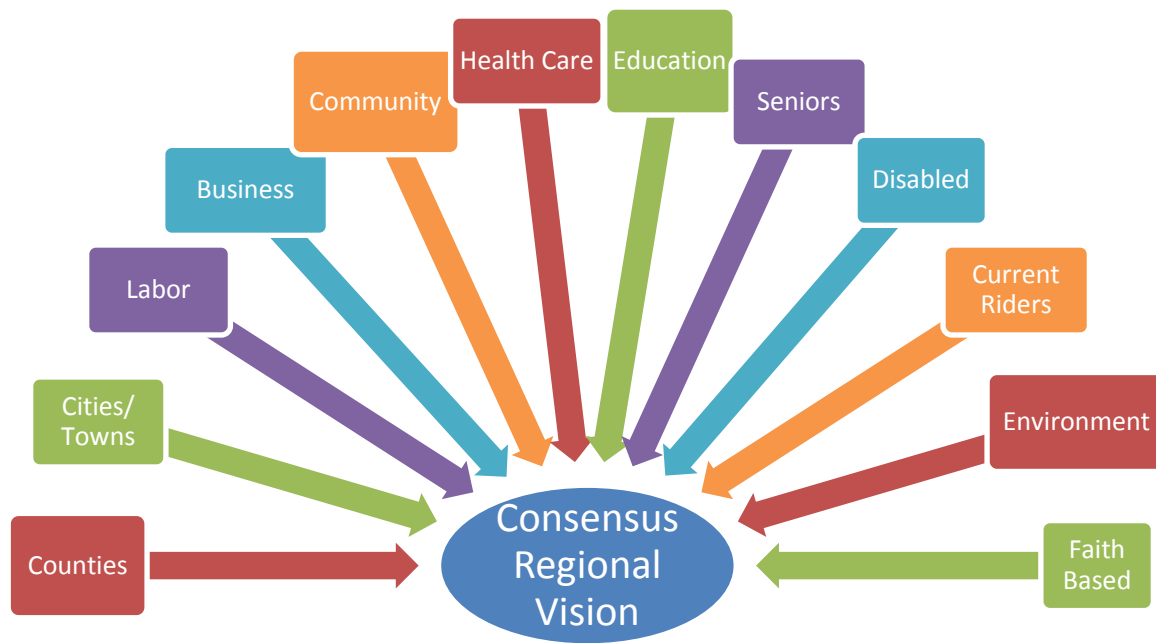 Health Care
Education
Community
Seniors
Business
Disabled
Labor
Current
Riders
Cities/
Towns
Environment
Counties
Consensus
Regional
Vision
Faith
Based